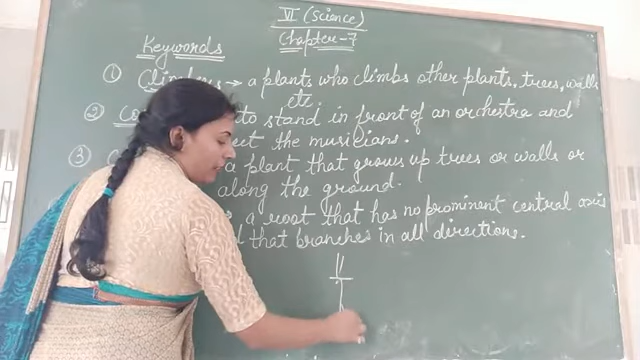 VI (Science)
Chapter-7
Keywords
① Climbers → a plants who climbs other plants, trees, walls
etc.
② to stand in front of an orchestra and
the musicians.
③ a plant that grows up trees or walls or
along the ground.
a root that has no prominent central axis
that branches in all directions.